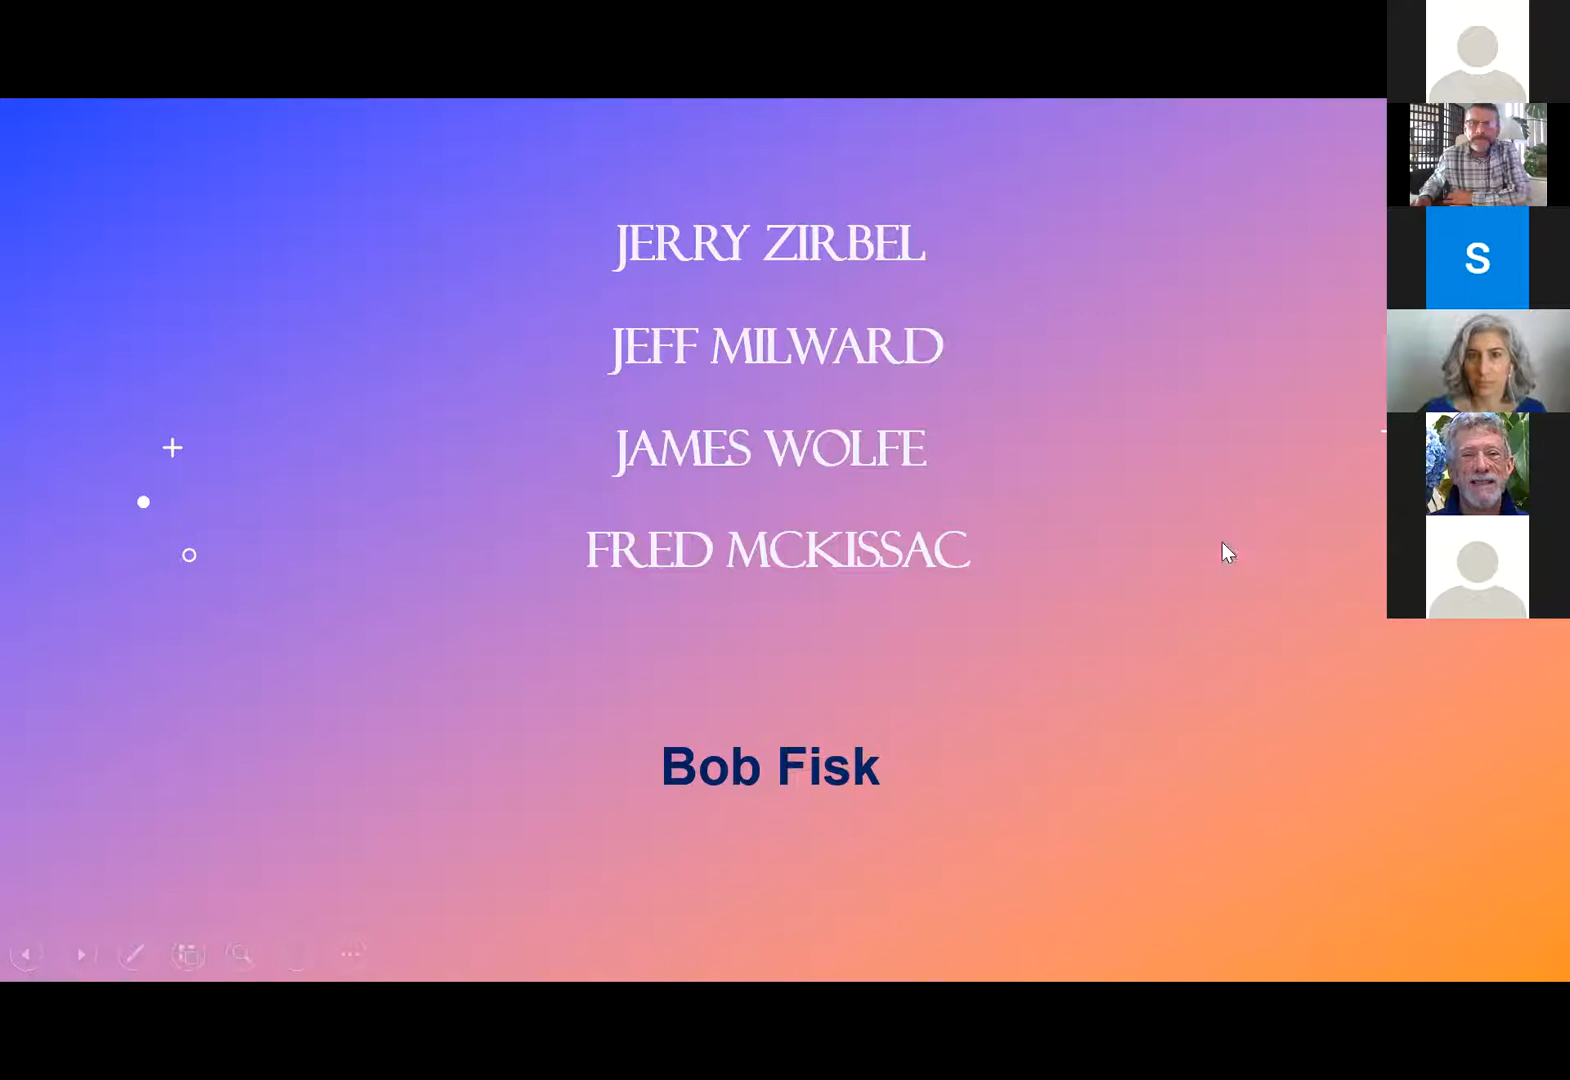 JERRY ZIRBEL
JEFF MILWARD
JAMES WOLFE
FRED MCKISSAC
Bob Fisk
S